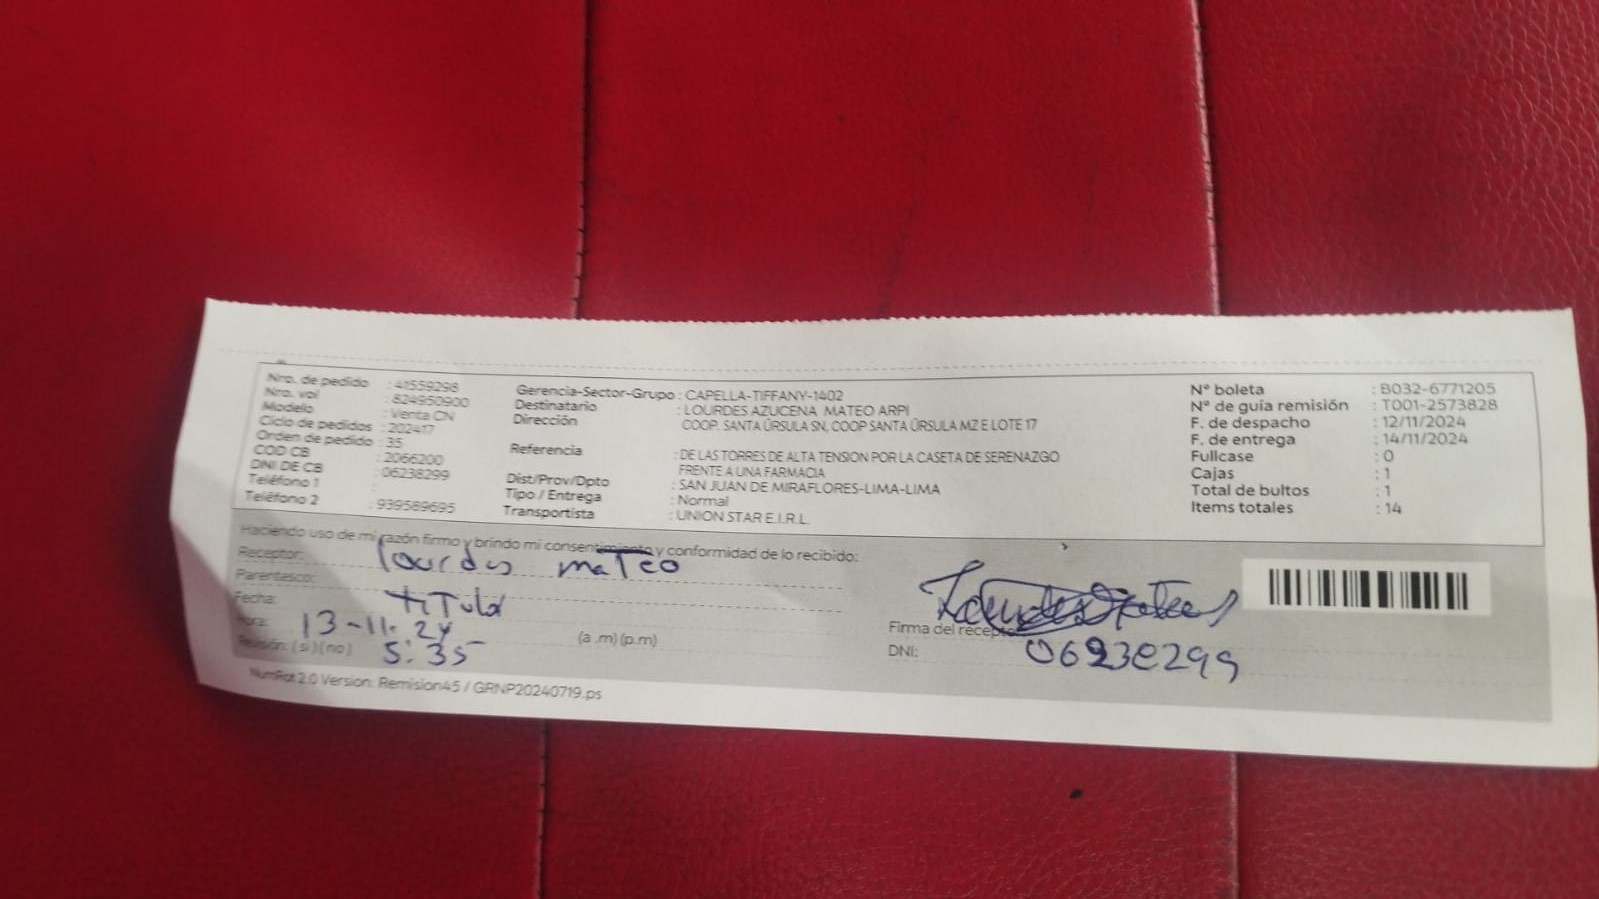 Nro. de pedido : 41559298
Nro. vol : 824950900
Modelo : Venta CN
Ciclo de pedidos : 202417
Orden de pedido : 35
COD CB : 2066200
DNI DE CB : 06238299
Teléfono 1 :
Teléfono 2 : 939589695
Gerencia-Sector-Grupo : CAPELLA-TIFFANY-1402
Destinatario : LOURDES AZUCENA MATEO ARPI
Dirección COOP. SANTA ÚRSULA SN, COOP SANTA ÚRSULA MZ E LOTE 17
Referencia : DE LAS TORRES DE ALTA TENSION POR LA CASETA DE SERENAZGO
FRENTE A UNA FARMACIA
Dist/Prov/Dpto : SAN JUAN DE MIRAFLORES-LIMA-LIMA
Tipo / Entrega : Normal
Transportista : UNION STAR E.I.R.L.
N° boleta : B032-6771205
N° de guía remisión : T001-2573828
F. de despacho : 12/11/2024
F. de entrega : 14/11/2024
Fullcase : 0
Cajas : 1
Total de bultos : 1
Items totales : 14
Haciendo uso de mi razón firmo y brindo mi consentimiento y conformidad de lo recibido:
Receptor: lourdes mateo
Parentesco: titular
Fecha: 13-11-24
Hora: 5:35 (a.m) (p.m)
Revisión: (si) (no)
Firma del receptor
DNI: 06238299
NumRot 2.0 Version: Remision45 / GRNP20240719.ps